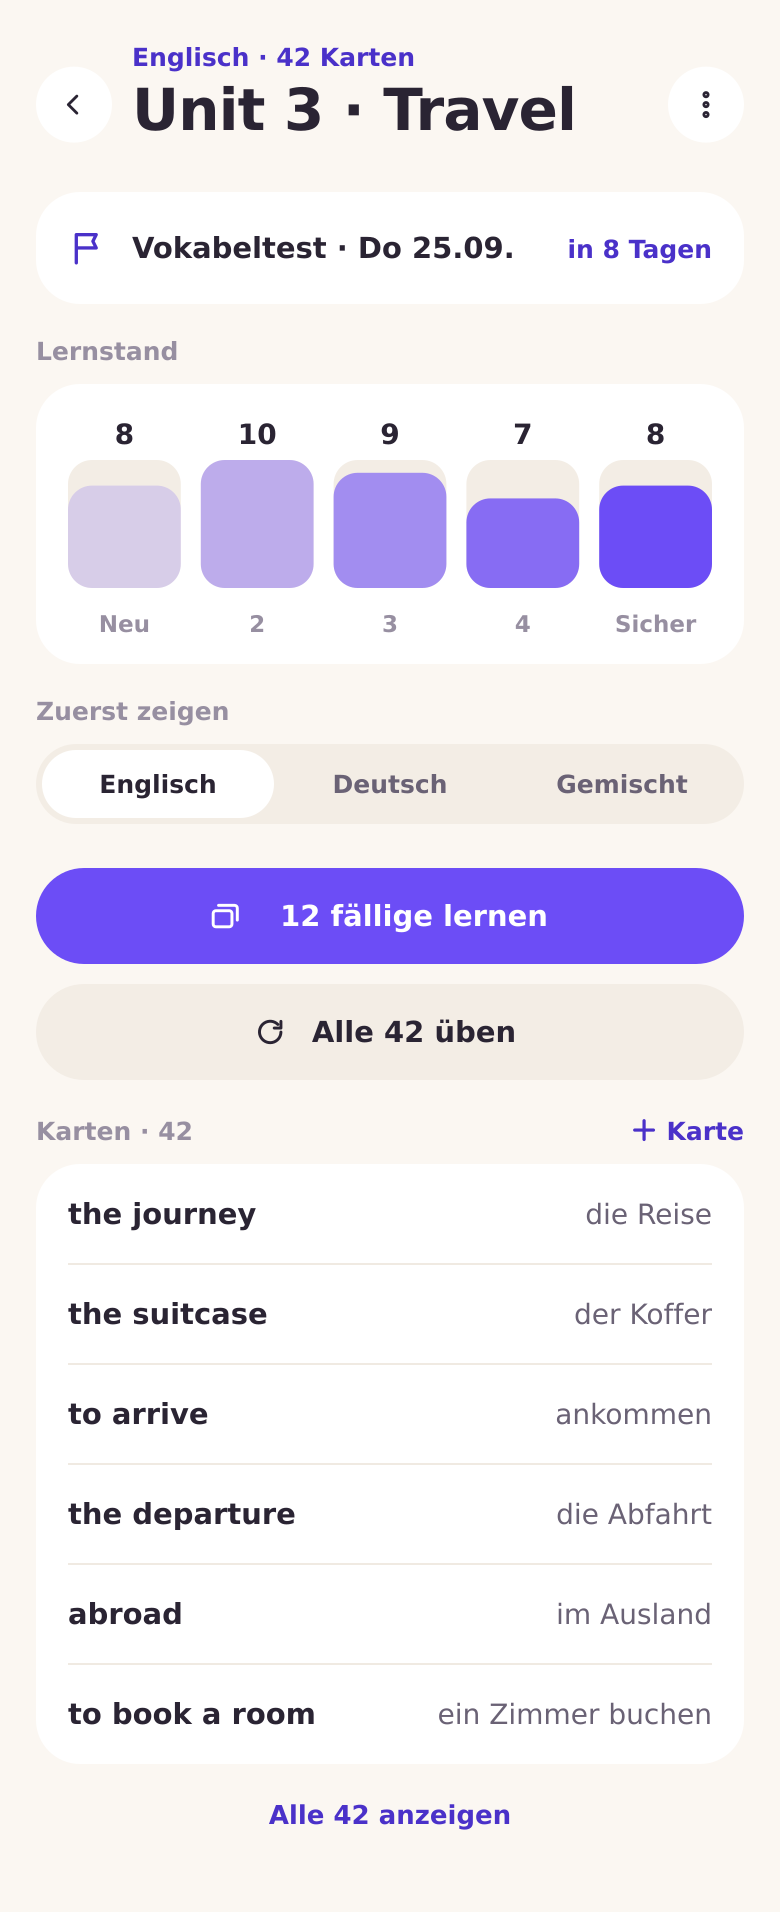 Englisch · 42 Karten
Unit 3 · Travel
Vokabeltest · Do 25.09. in 8 Tagen
Lernstand
8 10 9 7 8
Neu 2 3 4 Sicher
Zuerst zeigen
Englisch Deutsch Gemischt
12 fällige lernen
Alle 42 üben
Karten · 42 + Karte
the journey die Reise
the suitcase der Koffer
to arrive ankommen
the departure die Abfahrt
abroad im Ausland
to book a room ein Zimmer buchen
Alle 42 anzeigen